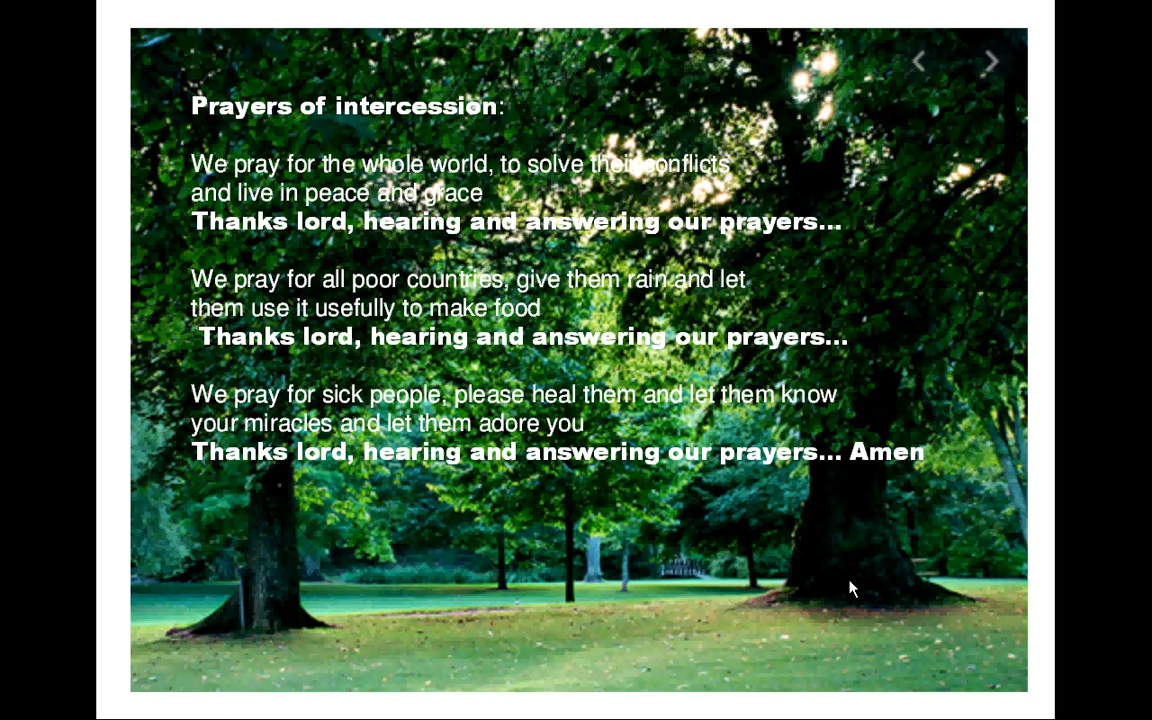 Prayers of intercession:
We pray for the whole world, to solve their conflicts
and live in peace and grace
Thanks lord, hearing and answering our prayers...
We pray for all poor countries, give them rain and let
them use it usefully to make food
Thanks lord, hearing and answering our prayers...
We pray for sick people, please heal them and let them know
your miracles and let them adore you
Thanks lord, hearing and answering our prayers... Amen